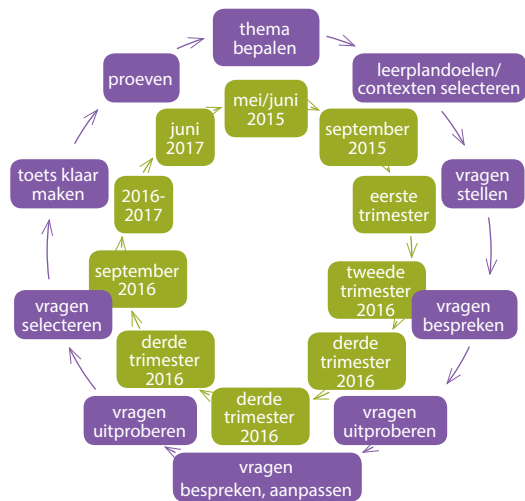 thema
bepalen
leerplandoelen/
contexten selecteren
vragen
stellen
vragen
bespreken
vragen
uitproberen
vragen
bespreken, aanpassen
vragen
uitproberen
vragen
selecteren
toets klaar
maken
proeven
mei/juni
2015
september
2015
eerste
trimester
tweede
trimester
2016
derde
trimester
2016
derde
trimester
2016
derde
trimester
2016
september
2016
2016-
2017
juni
2017